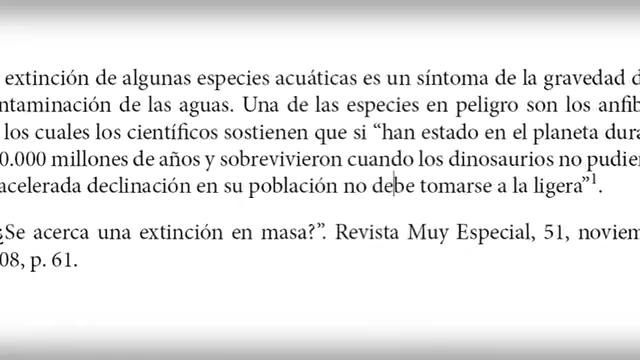 extinción de algunas especies acuáticas es un síntoma de la gravedad d
ntaminación de las aguas. Una de las especies en peligro son los anfib
los cuales los científicos sostienen que si “han estado en el planeta dura
0.000 millones de años y sobrevivieron cuando los dinosaurios no pudier
acelerada declinación en su población no debe tomarse a la ligera”¹.
¿Se acerca una extinción en masa?”. Revista Muy Especial, 51, noviem
08, p. 61.